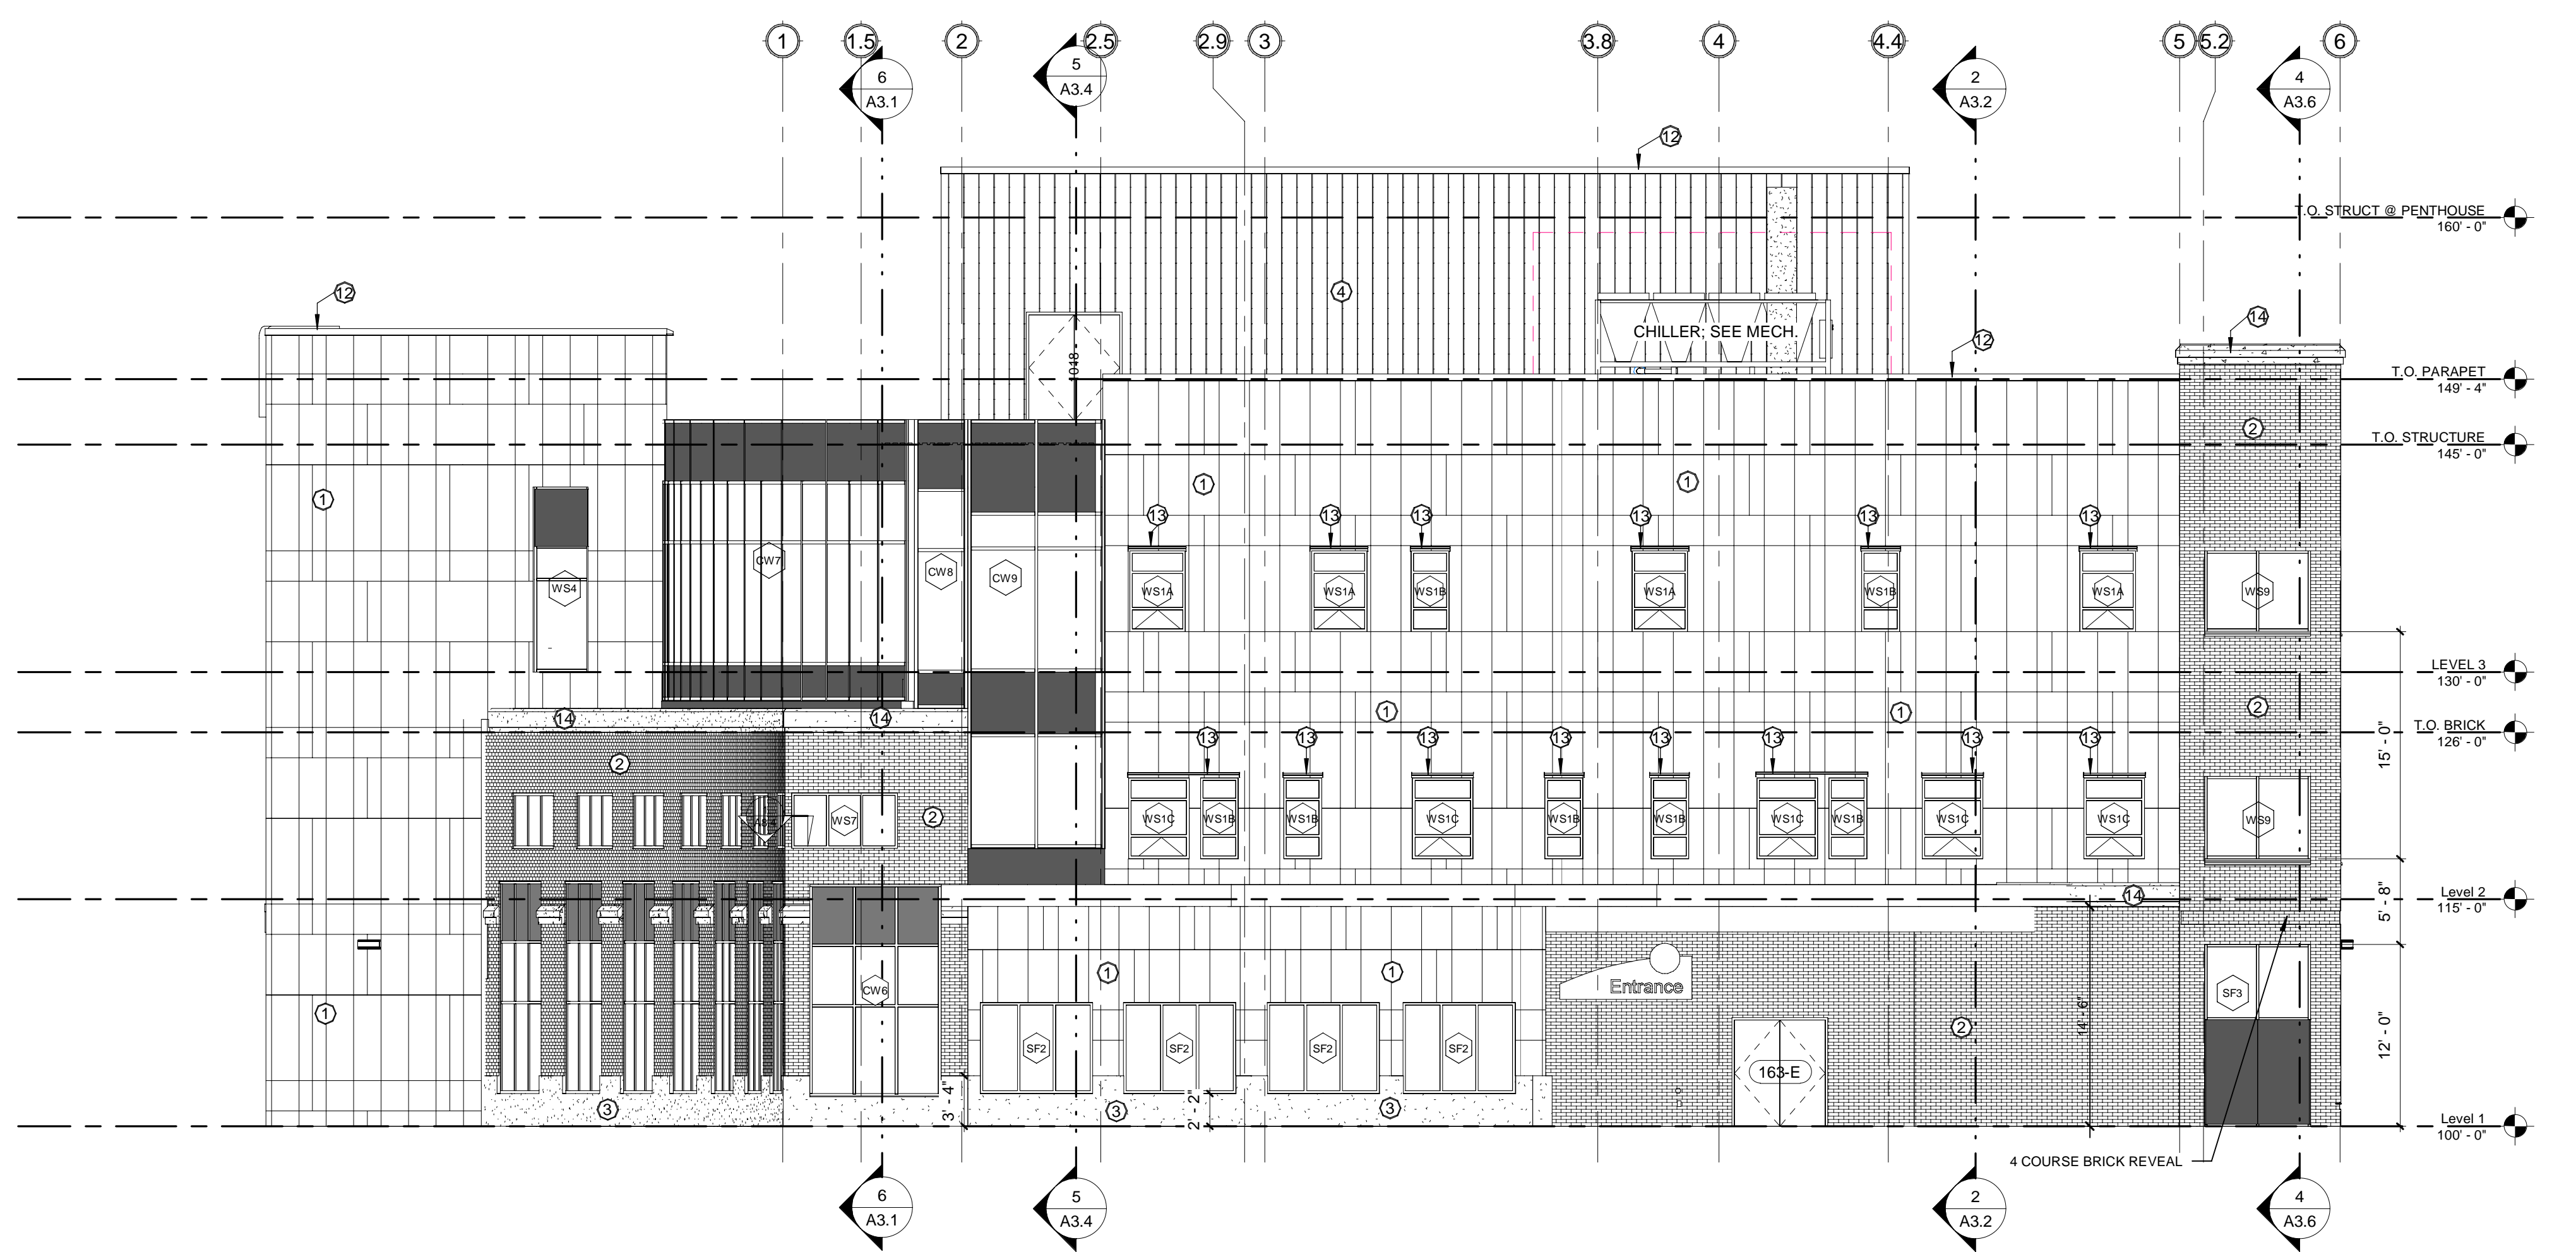 1
1.5
2
2.5
2.9
3
3.8
4
4.4
5
5.2
6
6
A3.1
5
A3.4
2
A3.2
4
A3.6
12
T.O. STRUCT @ PENTHOUSE
160' - 0"
12
4
CHILLER; SEE MECH.
12
14
T.O. PARAPET
149' - 4"
2
T.O. STRUCTURE
145' - 0"
1
1
1
13
13
13
13
13
13
WS4
CW7
CW8
CW9
WS1A
WS1A
WS1B
WS1A
WS1B
WS1A
WS9
LEVEL 3
130' - 0"
14
14
1
1
2
T.O. BRICK
126' - 0"
15' - 0"
2
13
13
13
13
13
13
13
13
WS7
2
WS1C
WS1B
WS1B
WS1C
WS1B
WS1B
WS1C
WS1B
WS1C
WS1C
WS9
14
Level 2
115' - 0"
5' - 8"
1
1
1
CW6
Entrance
SF3
2
14' - 6"
12' - 0"
SF2
SF2
SF2
SF2
163-E
3
3' - 4"
3
2' - 2"
3
Level 1
100' - 0"
4 COURSE BRICK REVEAL
6
A3.1
5
A3.4
2
A3.2
4
A3.6